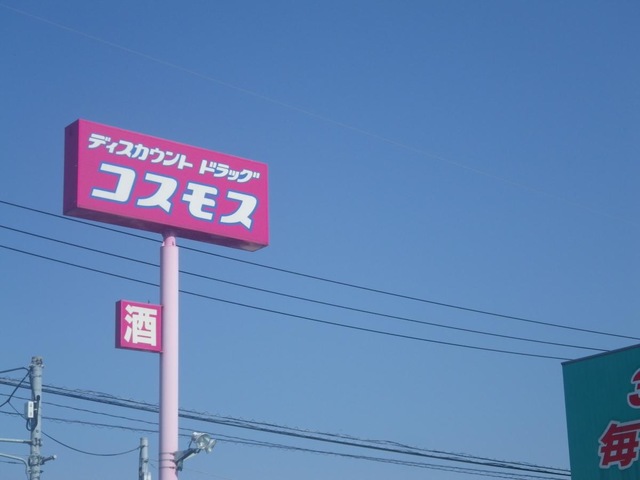 ディスカウント ドラッグ
コスモス
酒
毎